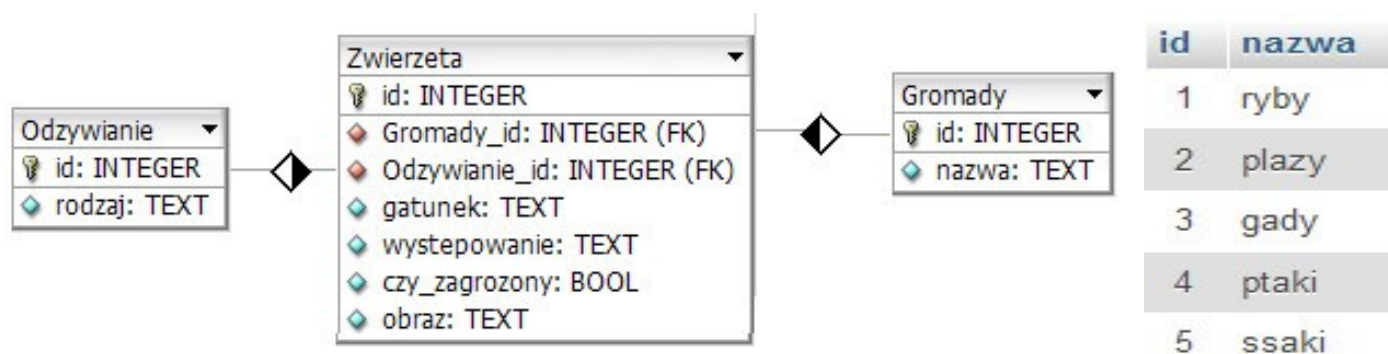 Odzywianie
id: INTEGER
rodzaj: TEXT
Zwierzeta
id: INTEGER
Gromady_id: INTEGER (FK)
Odzywianie_id: INTEGER (FK)
gatunek: TEXT
wystepowanie: TEXT
czy_zagrozony: BOOL
obraz: TEXT
Gromady
id: INTEGER
nazwa: TEXT
id nazwa
1 ryby
2 plazy
3 gady
4 ptaki
5 ssaki